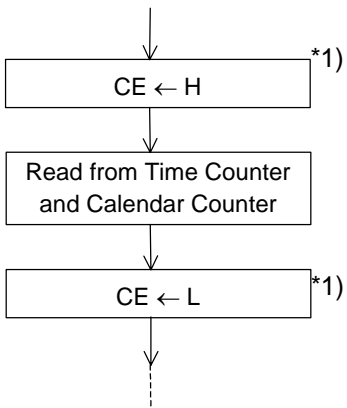 *1)
CE ← H
Read from Time Counter
and Calendar Counter
*1)
CE ← L